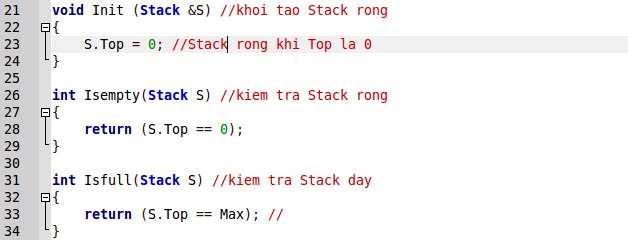 21 void Init (Stack &S) //khoi tao Stack rong
22 {
23     S.Top = 0; //Stack rong khi Top la 0
24 }
25
26 int Isempty(Stack S) //kiem tra Stack rong
27 {
28     return (S.Top == 0);
29 }
30
31 int Isfull(Stack S) //kiem tra Stack day
32 {
33     return (S.Top == Max); //
34 }